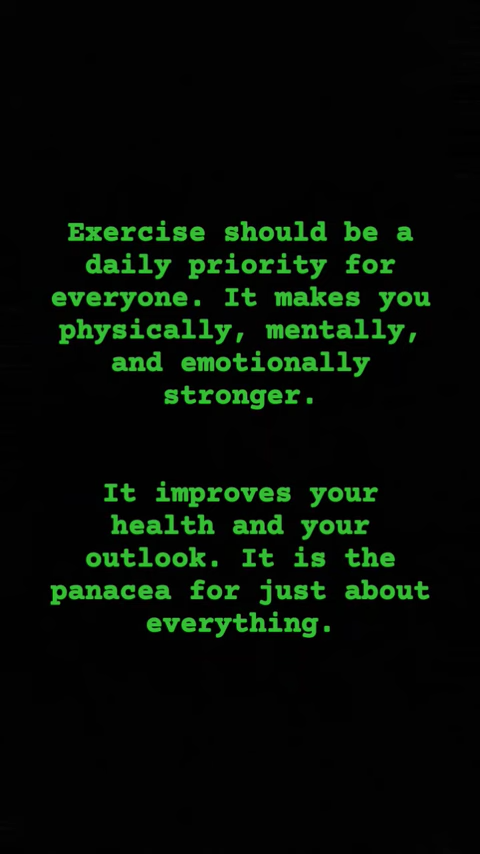 Exercise should be a
daily priority for
everyone. It makes you
physically, mentally,
and emotionally
stronger.
It improves your
health and your
outlook. It is the
panacea for just about
everything.